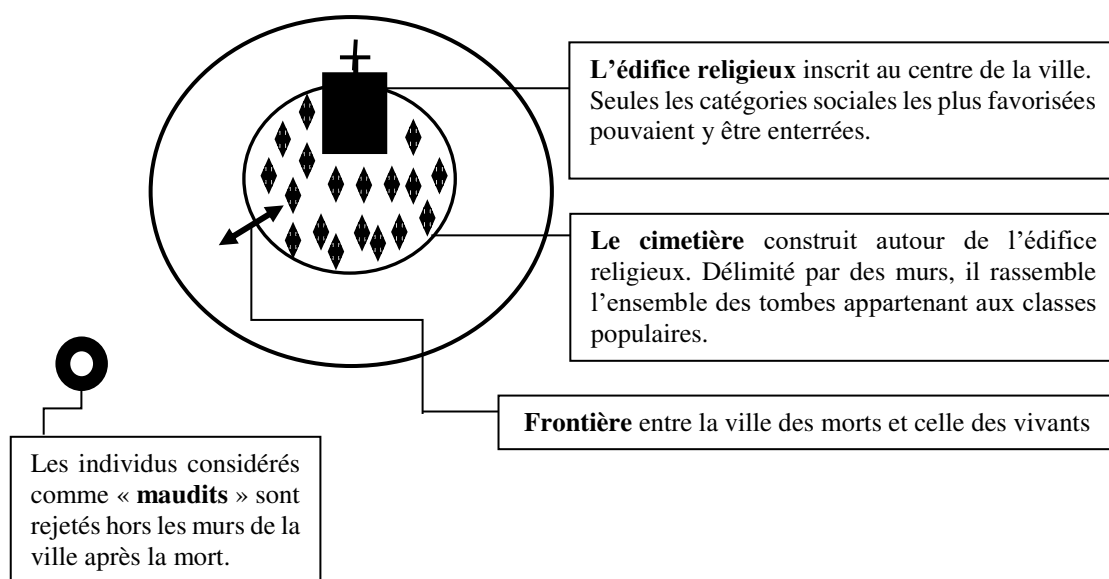 L’édifice religieux inscrit au centre de la ville.
Seules les catégories sociales les plus favorisées
pouvaient y être enterrées.
Le cimetière construit autour de l’édifice
religieux. Délimité par des murs, il rassemble
l’ensemble des tombes appartenant aux classes
populaires.
Frontière entre la ville des morts et celle des vivants
Les individus considérés
comme « maudits » sont
rejetés hors les murs de la
ville après la mort.